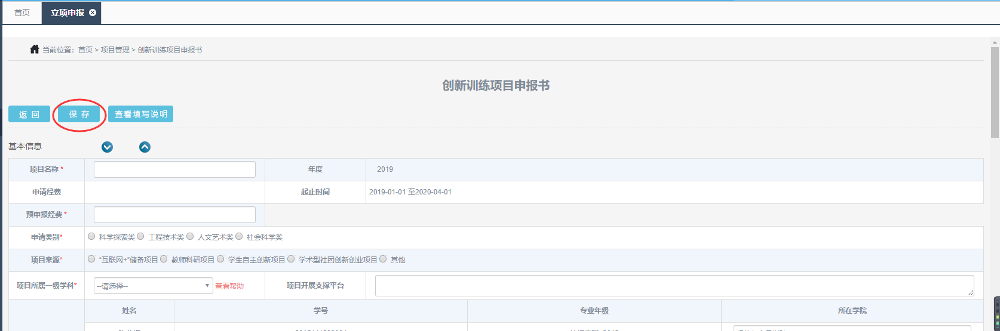 首页 立项申报
当前位置：首页 > 项目管理 > 创新训练项目申报书
创新训练项目申报书
返 回 保 存 查看填写说明
基本信息
项目名称 * 年度 2019
申请经费 起止时间 2019-01-01 至2020-04-01
预申报经费 *
申请类别* 科学探索类 工程技术类 人文艺术类 社会科学类
项目来源* “互联网+”储备项目 教师科研项目 学生自主创新项目 学术型社团创新创业项目 其他
项目所属一级学科* --请选择-- 查看帮助 项目开展支撑平台
姓名 学号 专业年级 所在学院